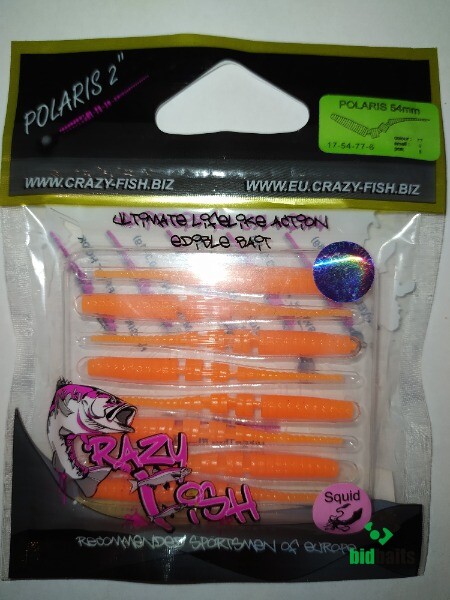 POLARIS 2"
POLARIS 54mm
17-54-77-6
WWW.CRAZY-FISH.BIZ
WWW.EU.CRAZY-FISH.BIZ
ULTIMATE LIFELIKE ACTION
EDIBLE BAIT
CRAZY
FISH
Squid
RECOMMENDED SPORTSMEN OF EUROPE
bidbaits